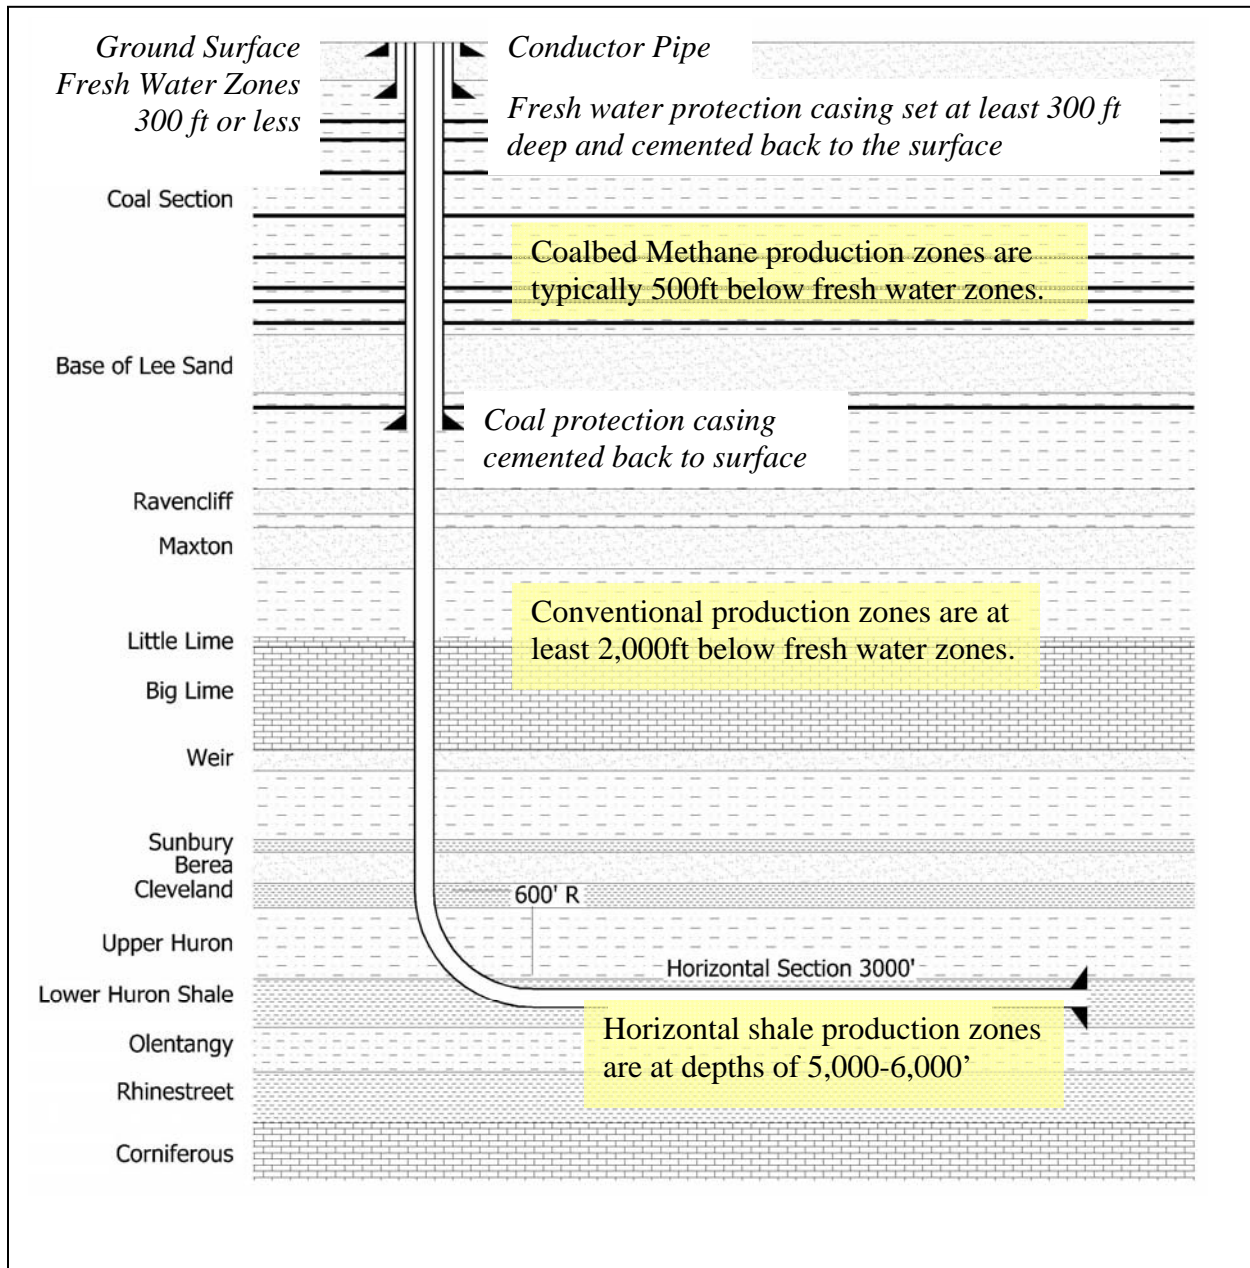 Ground Surface
Fresh Water Zones
300 ft or less
Conductor Pipe
Fresh water protection casing set at least 300 ft
deep and cemented back to the surface
Coal Section
Coalbed Methane production zones are
typically 500ft below fresh water zones.
Base of Lee Sand
Coal protection casing
cemented back to surface
Ravencliff
Maxton
Conventional production zones are at
least 2,000ft below fresh water zones.
Little Lime
Big Lime
Weir
Sunbury
Berea
Cleveland
600' R
Upper Huron
Horizontal Section 3000'
Lower Huron Shale
Horizontal shale production zones
are at depths of 5,000-6,000’
Olentangy
Rhinestreet
Corniferous